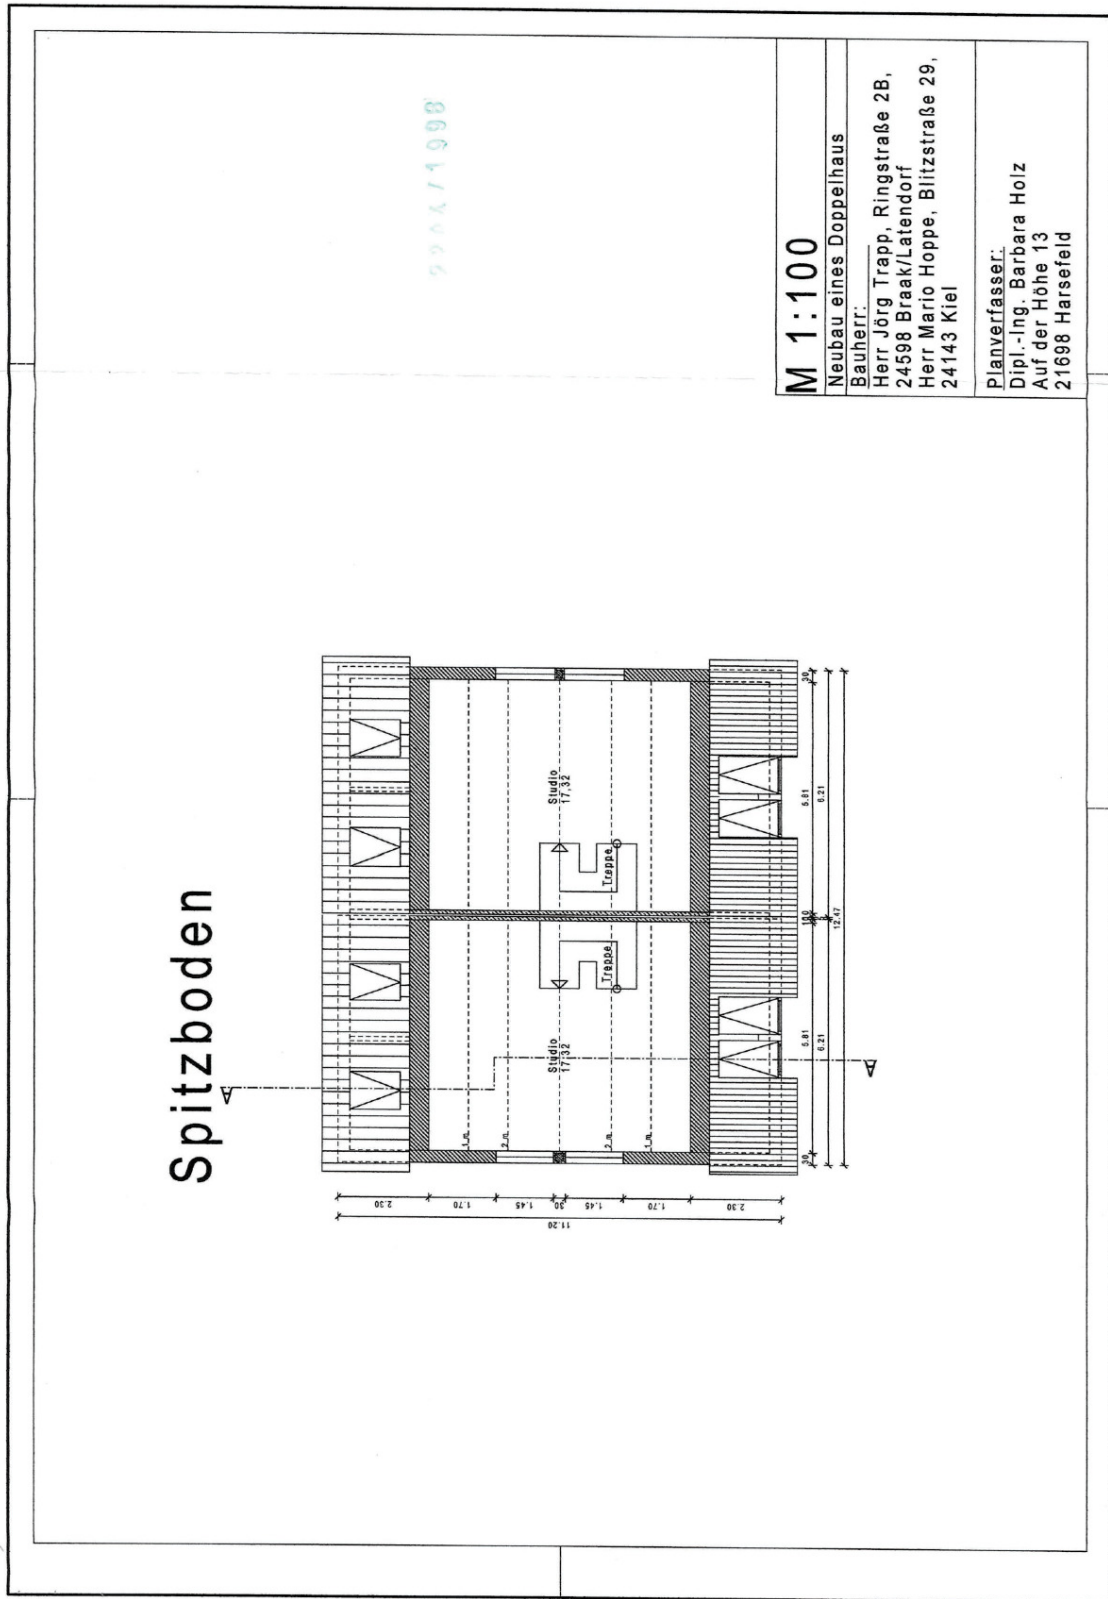 Spitzboden
A
A
Studio
17,32
Studio
17,32
Treppe
Treppe
1 m
2 m
2 m
1 m
2.30
1.70
1.45
30
1.45
1.70
2.30
11.20
30
5.81
5.81
30
6.21
6.21
12.47
M 1:100
Neubau eines Doppelhaus
Bauherr:
Herr Jörg Trapp, Ringstraße 2B,
24598 Braak/Latendorf
Herr Mario Hoppe, Blitzstraße 29,
24143 Kiel
Planverfasser:
Dipl.-Ing. Barbara Holz
Auf der Höhe 13
21698 Harsefeld